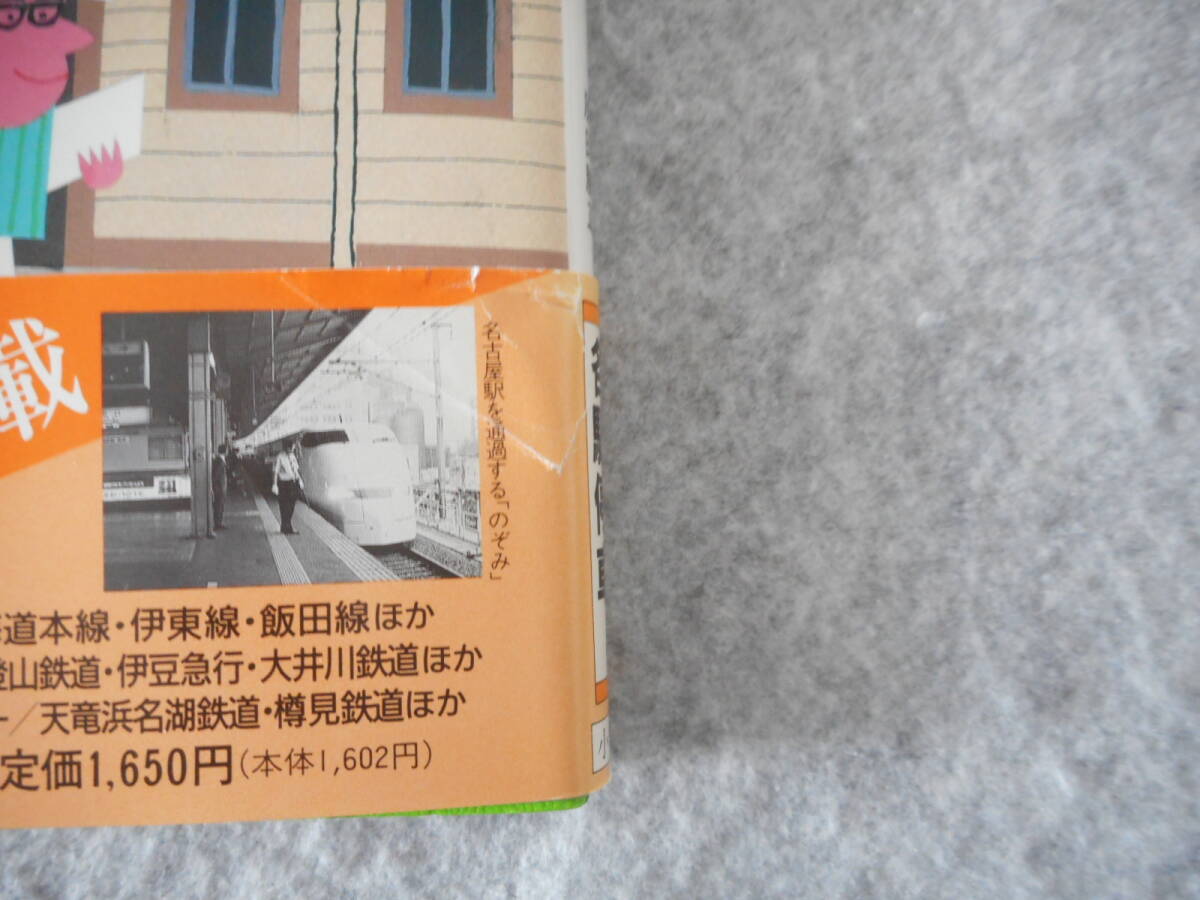 載
名古屋駅を通過する「のぞみ」
道本線・伊東線・飯田線ほか
登山鉄道・伊豆急行・大井川鉄道ほか
／天竜浜名湖鉄道・樽見鉄道ほか
定価1,650円(本体1,602円)
小